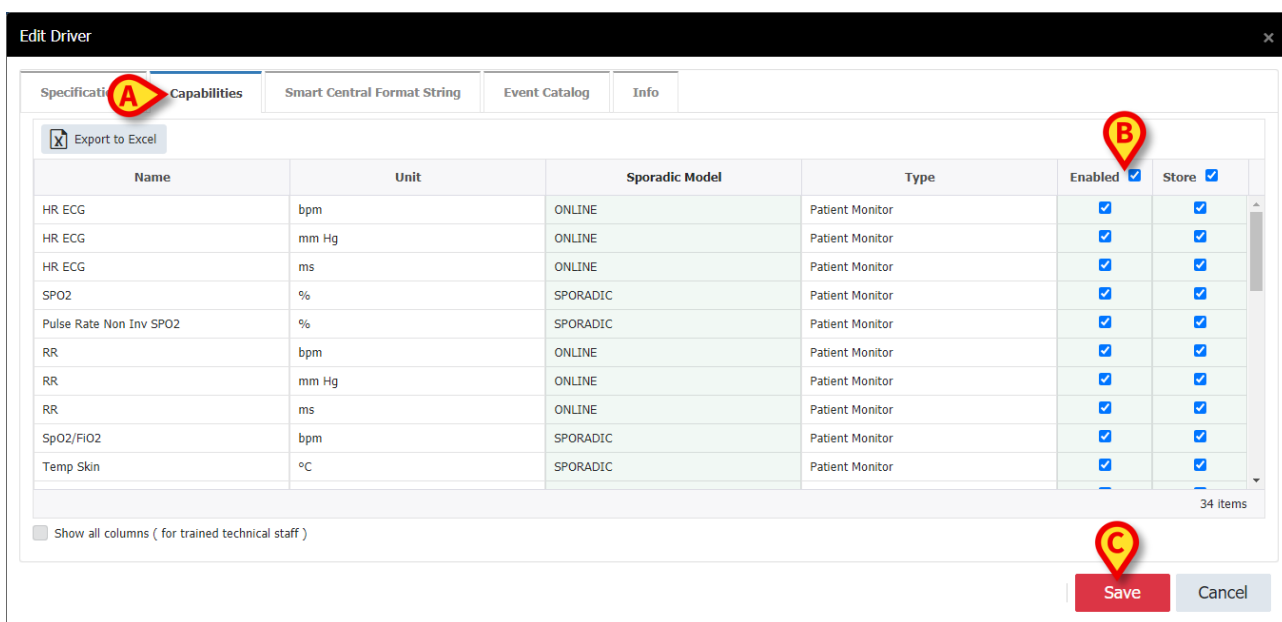 Edit Driver ×
Specificati A Capabilities Smart Central Format String Event Catalog Info
X Export to Excel B
Name Unit Sporadic Model Type Enabled Store
HR ECG bpm ONLINE Patient Monitor
HR ECG mm Hg ONLINE Patient Monitor
HR ECG ms ONLINE Patient Monitor
SPO2 % SPORADIC Patient Monitor
Pulse Rate Non Inv SPO2 % SPORADIC Patient Monitor
RR bpm ONLINE Patient Monitor
RR mm Hg ONLINE Patient Monitor
RR ms ONLINE Patient Monitor
SpO2/FiO2 bpm SPORADIC Patient Monitor
Temp Skin °C SPORADIC Patient Monitor
34 items
Show all columns ( for trained technical staff )
C
Save Cancel